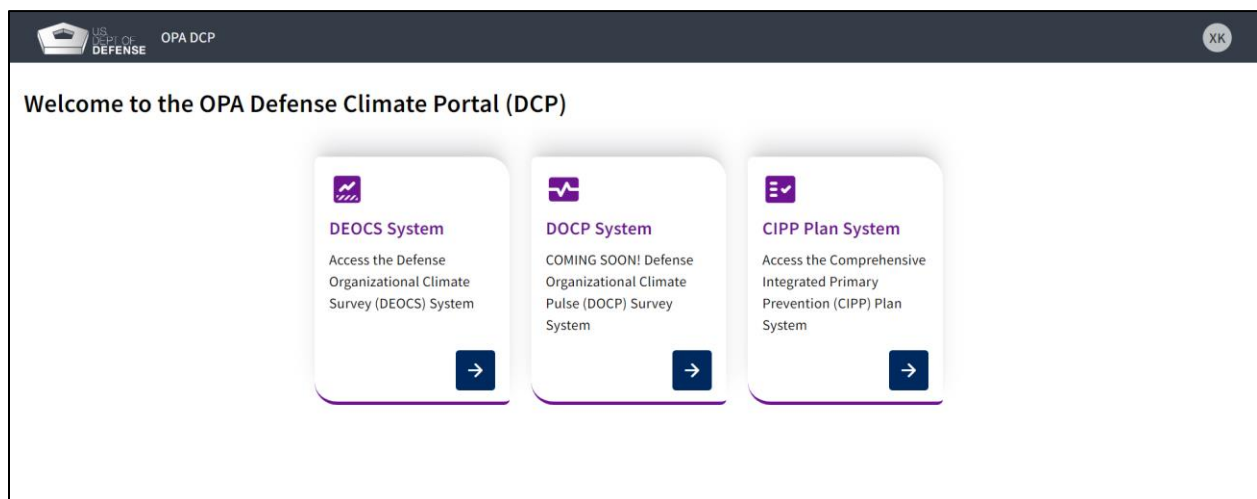 U.S.
DEPT OF
DEFENSE
OPA DCP
XK
Welcome to the OPA Defense Climate Portal (DCP)
DEOCS System
Access the Defense
Organizational Climate
Survey (DEOCS) System
DOCP System
COMING SOON! Defense
Organizational Climate
Pulse (DOCP) Survey
System
CIPP Plan System
Access the Comprehensive
Integrated Primary
Prevention (CIPP) Plan
System